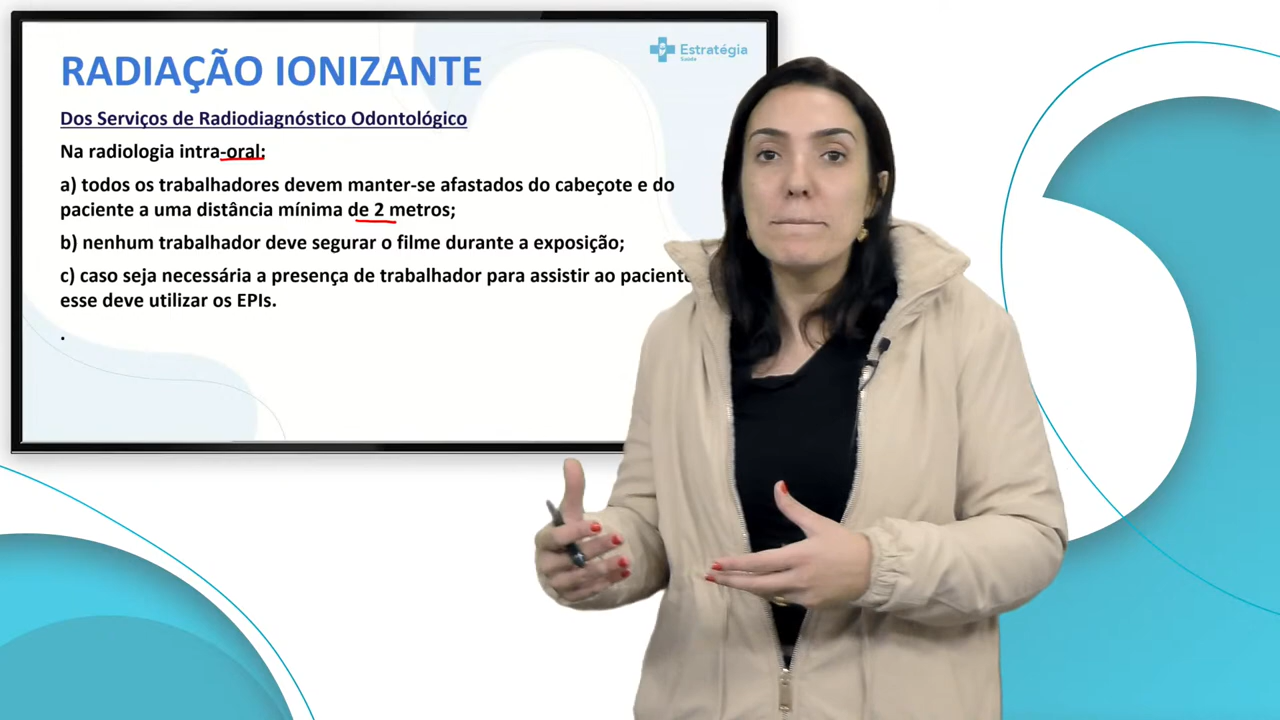 RADIAÇÃO IONIZANTE
Estratégia
Saúde
Dos Serviços de Radiodiagnóstico Odontológico
Na radiologia intra-oral:
a) todos os trabalhadores devem manter-se afastados do cabeçote e do
paciente a uma distância mínima de 2 metros;
b) nenhum trabalhador deve segurar o filme durante a exposição;
c) caso seja necessária a presença de trabalhador para assistir ao paciente
esse deve utilizar os EPIs.
.